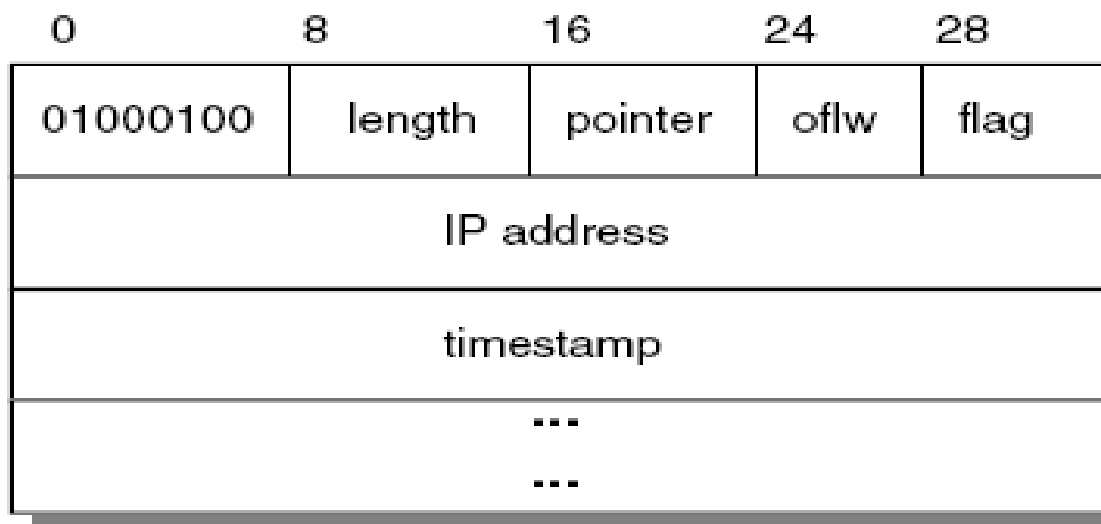 0 8 16 24 28
01000100 length pointer oflw flag
IP address
timestamp
...
...